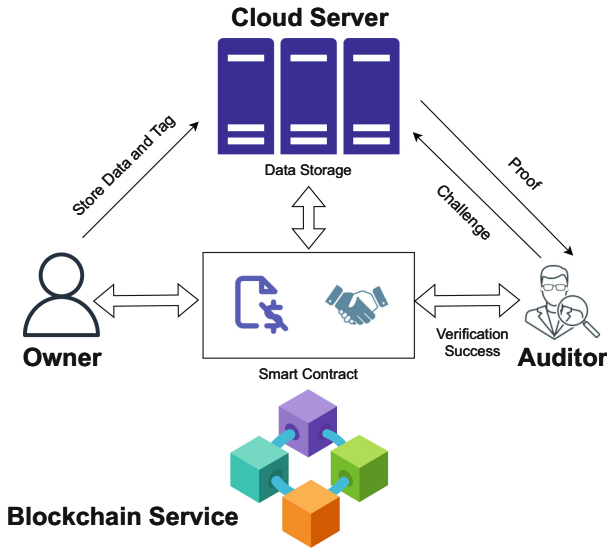 Cloud Server
Data Storage
Store Data and Tag
Proof
Challenge
Owner
Smart Contract
Verification
Success
Auditor
Blockchain Service